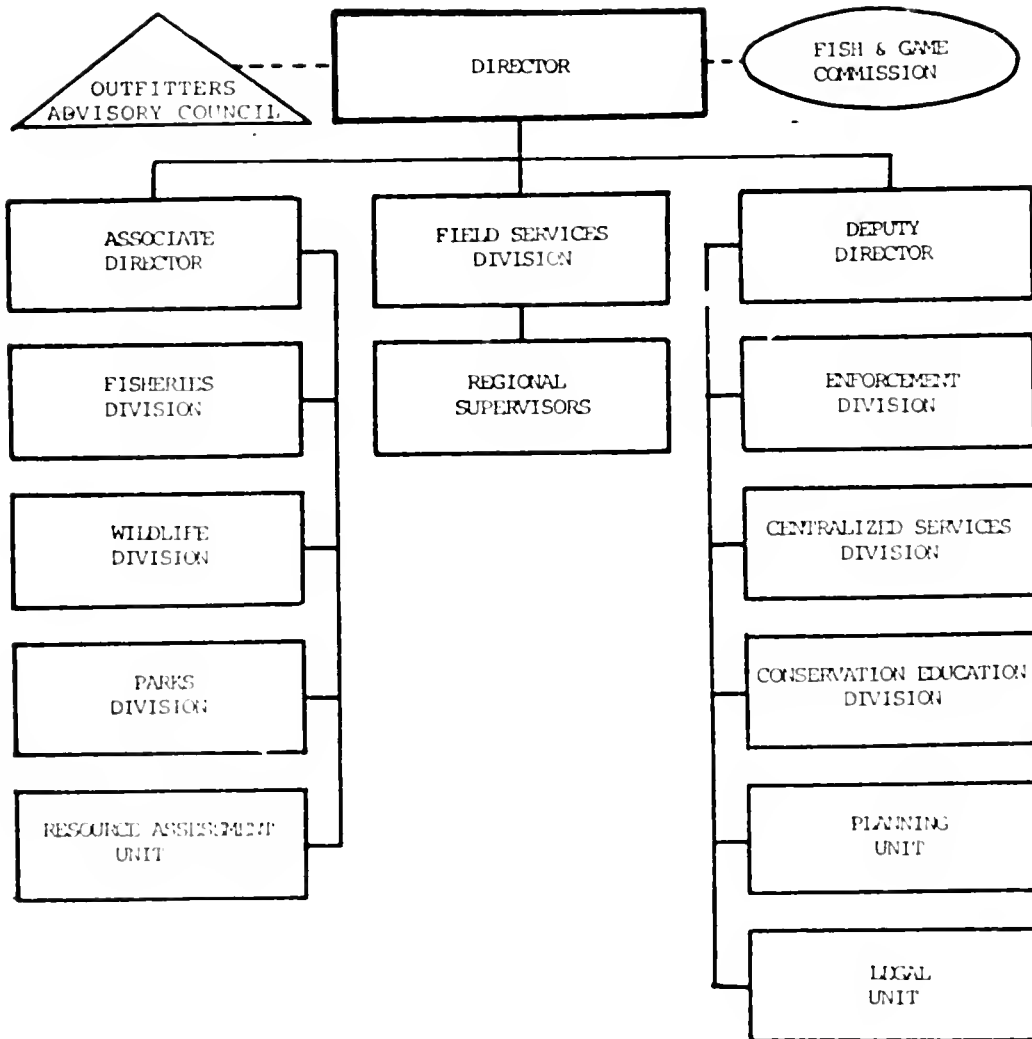 OUTFITTERS
ADVISORY COUNCIL
DIRECTOR
FISH & GAME
COMMISSION
ASSOCIATE
DIRECTOR
FIELD SERVICES
DIVISION
DEPUTY
DIRECTOR
FISHERIES
DIVISION
REGIONAL
SUPERVISORS
ENFORCEMENT
DIVISION
WILDLIFE
DIVISION
CENTRALIZED SERVICES
DIVISION
PARKS
DIVISION
CONSERVATION EDUCATION
DIVISION
RESOURCE ASSESEMENT
UNIT
PLANNING
UNIT
LEGAL
UNIT